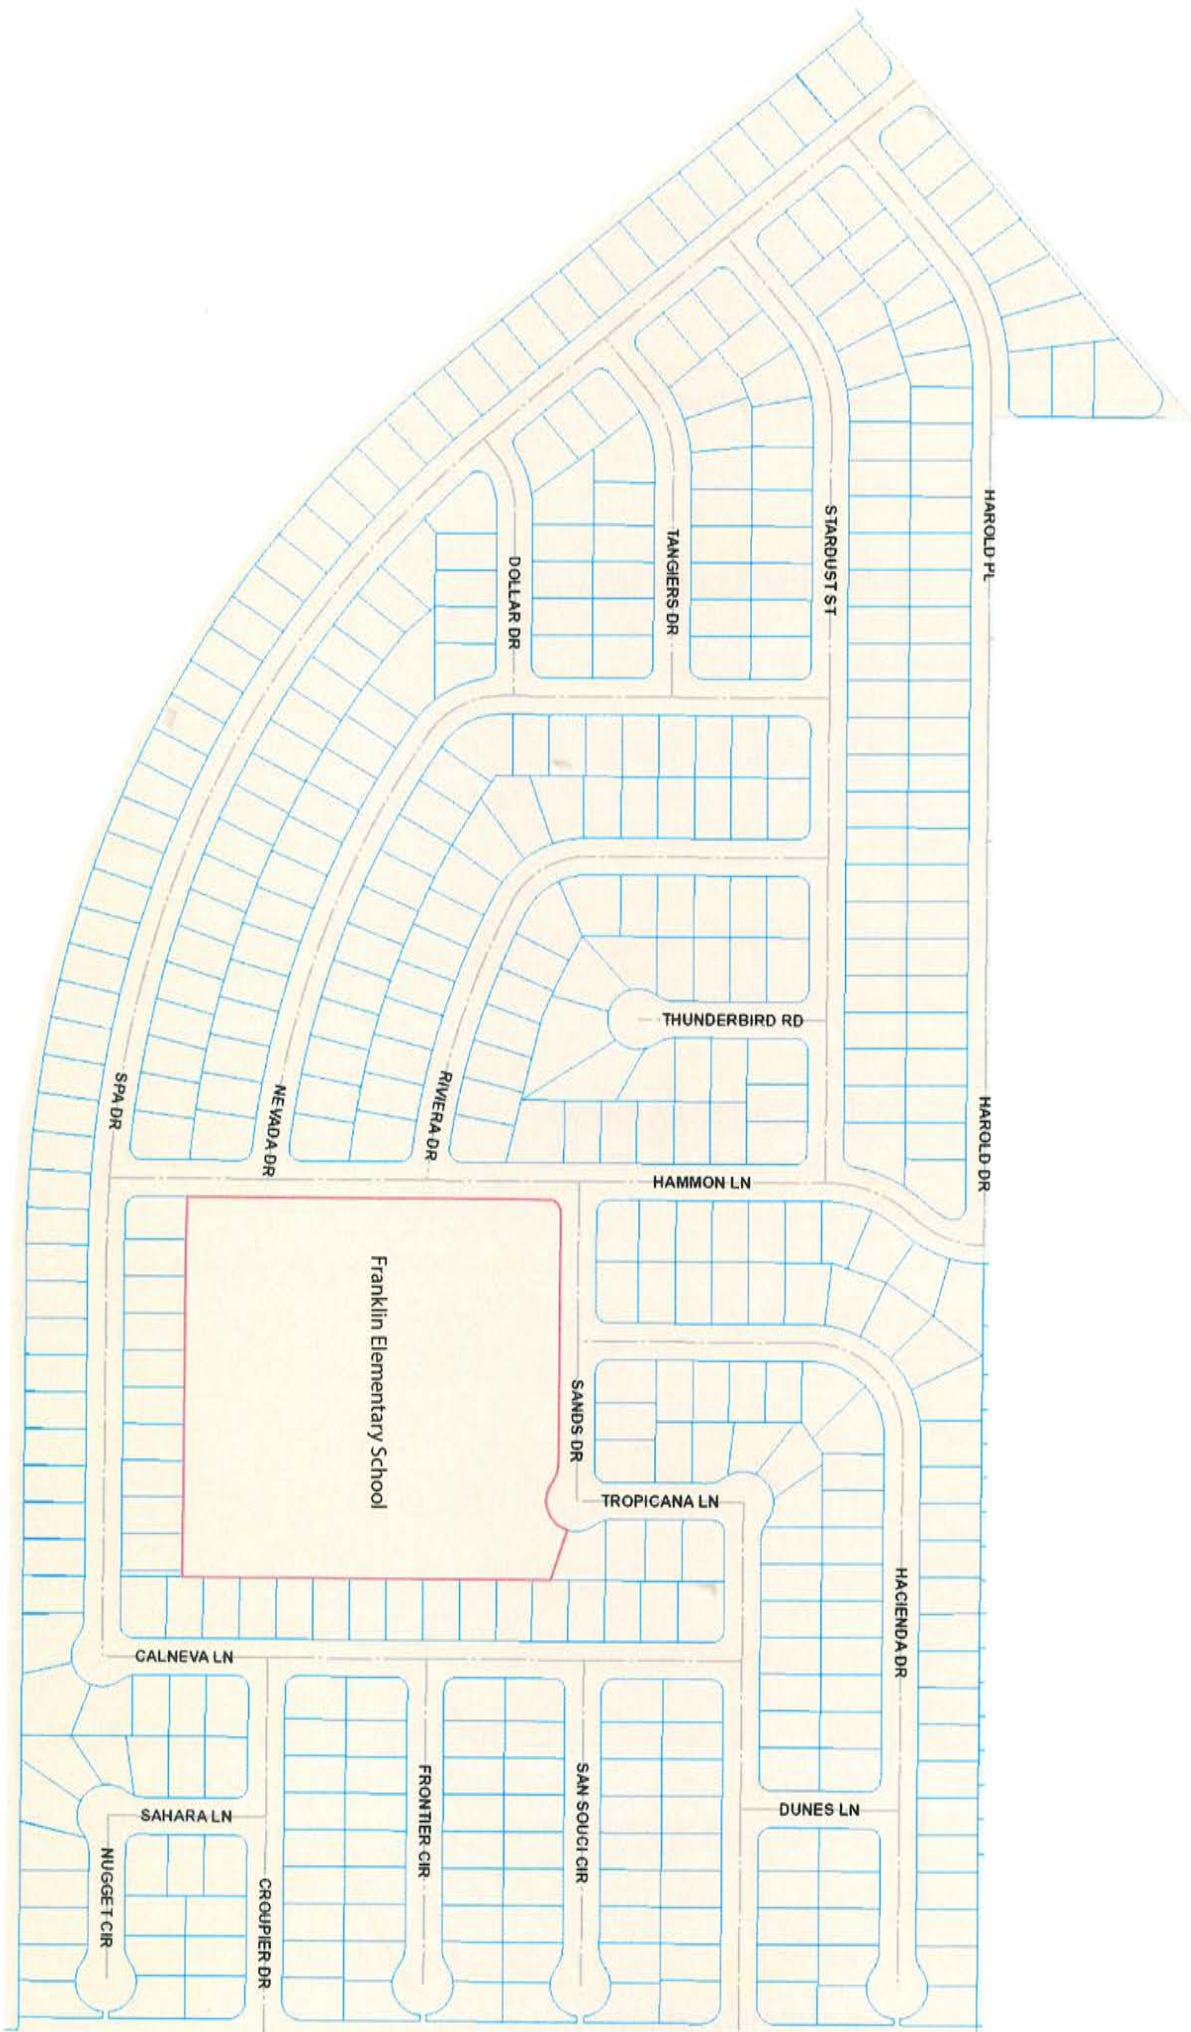 HAROLD PL
STARDUST ST
TANGIERS DR
DOLLAR DR
THUNDERBIRD RD
SPA DR
NEVADA DR
RIVIERA DR
HAROLD DR
HAMMON LN
Franklin Elementary School
SANDS DR
TROPICANA LN
HACIENDA DR
CALNEVA LN
FRONTIER CIR
SAN SOUCI CIR
DUNES LN
SAHARA LN
NUGGET CIR
CROUPIER DR